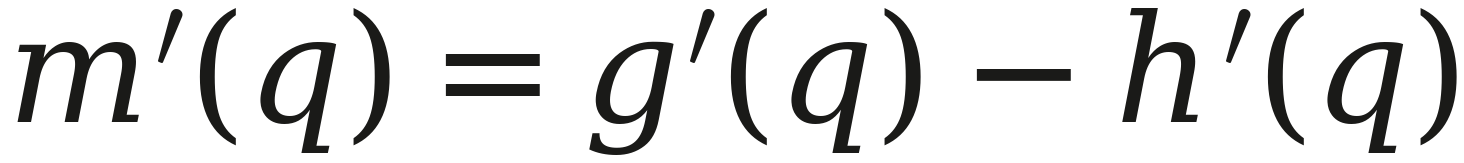 m′(q) = g′(q) − h′(q)